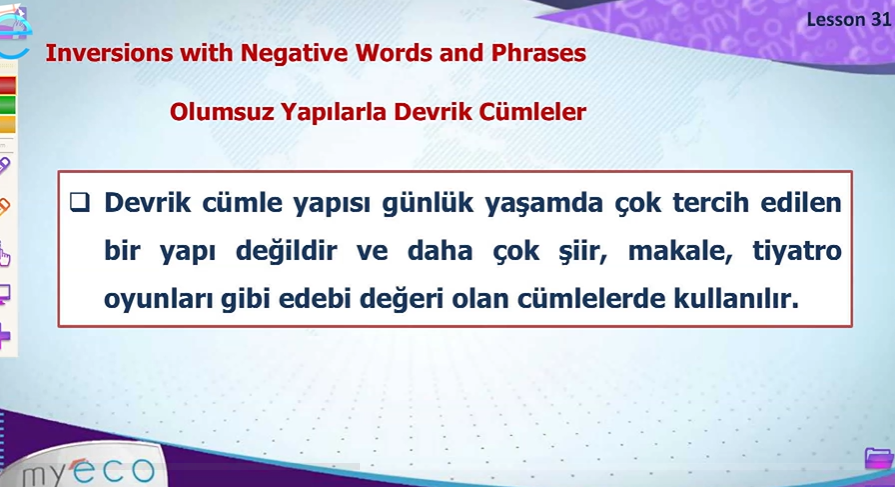 Lesson 31
Inversions with Negative Words and Phrases
Olumsuz Yapılarla Devrik Cümleler
❑ Devrik cümle yapısı günlük yaşamda çok tercih edilen
bir yapı değildir ve daha çok şiir, makale, tiyatro
oyunları gibi edebi değeri olan cümlelerde kullanılır.
myeco